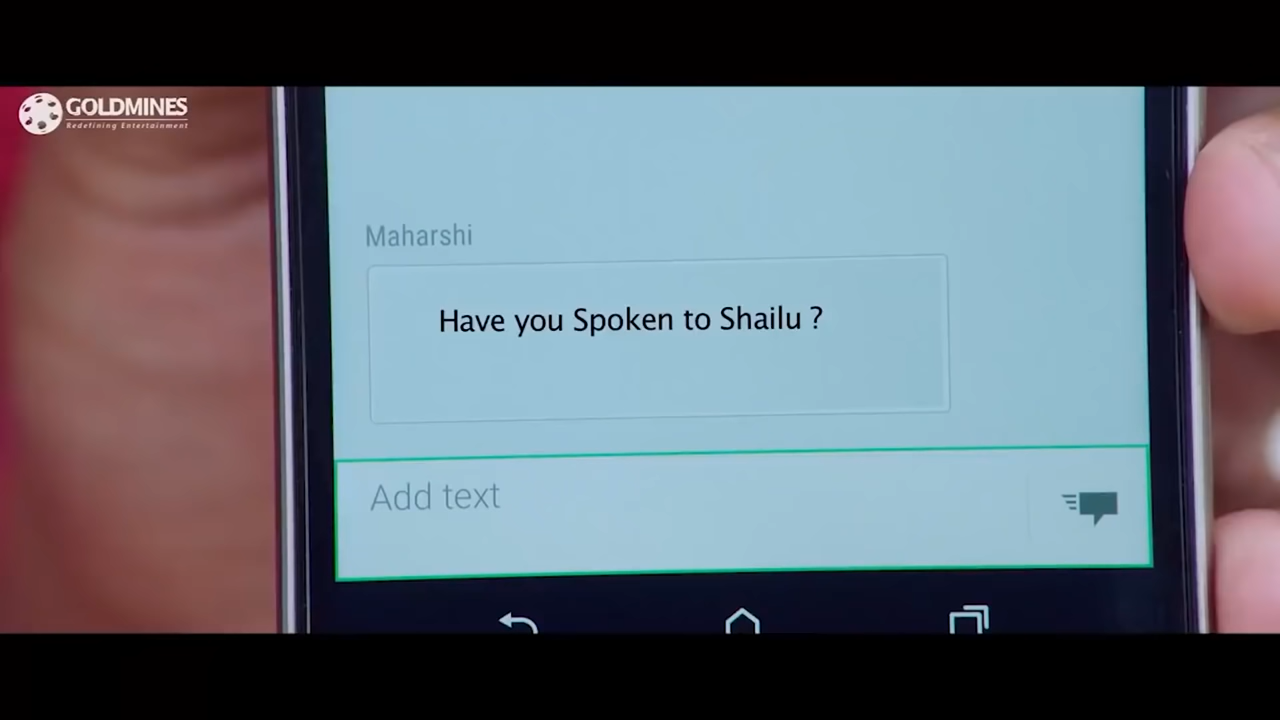 GOLDMINES
Redefining Entertainment
Maharshi
Have you Spoken to Shailu ?
Add text